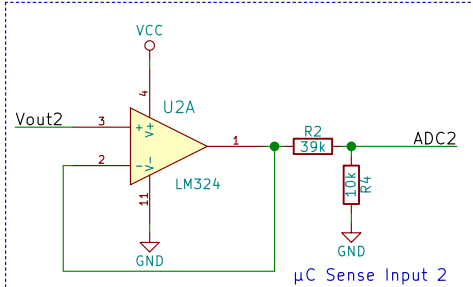 VCC
4
U2A
Vout2
3
+
V+
1
R2
39k
ADC2
2
-
V-
LM324
11
10k
R4
GND
GND
µC Sense Input 2